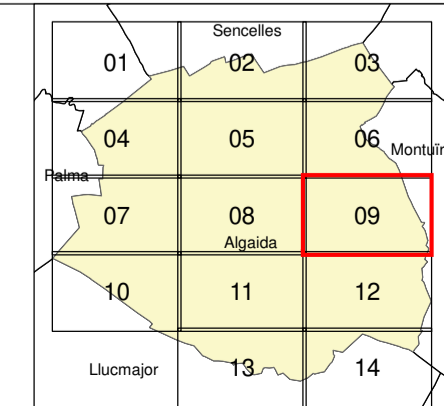 Sencelles
01 02 03
04 05 06
Montuïr
Palma
07 08 09
Algaida
10 11 12
Llucmajor 13 14